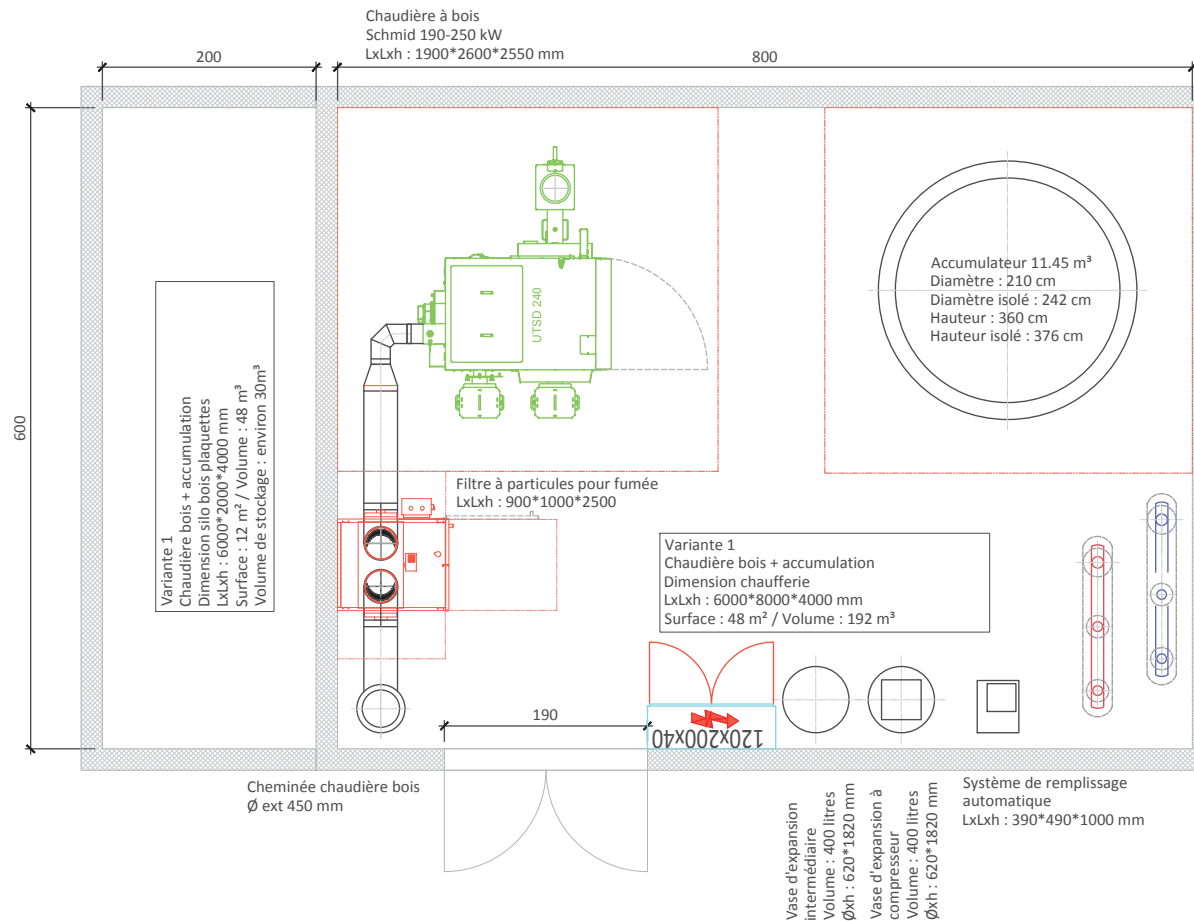 Chaudière à bois
Schmid 190-250 kW
LxLxh : 1900*2600*2550 mm
200
800
600
UTSD 240
Accumulateur 11.45 m³
Diamètre : 210 cm
Diamètre isolé : 242 cm
Hauteur : 360 cm
Hauteur isolé : 376 cm
Variante 1
Chaudière bois + accumulation
Dimension silo bois plaquettes
LxLxh : 6000*2000*4000 mm
Surface : 12 m² / Volume : 48 m³
Volume de stockage : environ 30m³
Filtre à particules pour fumée
LxLxh : 900*1000*2500
Variante 1
Chaudière bois + accumulation
Dimension chaufferie
LxLxh : 6000*8000*4000 mm
Surface : 48 m² / Volume : 192 m³
190
120x200x40
Cheminée chaudière bois
Ø ext 450 mm
Vase d'expansion
intermédiaire
Volume : 400 litres
Øxh : 620*1820 mm
Vase d'expansion à
compresseur
Volume : 400 litres
Øxh : 620*1820 mm
Système de remplissage
automatique
LxLxh : 390*490*1000 mm